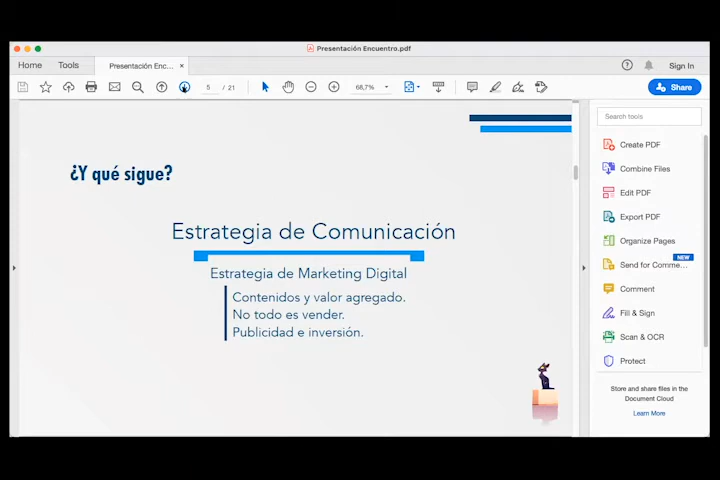 Presentación Encuentro.pdf
Home
Tools
Presentación Enc...
×
Sign In
5 / 21
68,7%
Share
¿Y qué sigue?
Estrategia de Comunicación
Estrategia de Marketing Digital
Contenidos y valor agregado.
No todo es vender.
Publicidad e inversión.
Search tools
Create PDF
Combine Files
Edit PDF
Export PDF
Organize Pages
NEW
Send for Comme...
Comment
Fill & Sign
Scan & OCR
Protect
Store and share files in the
Document Cloud
Learn More